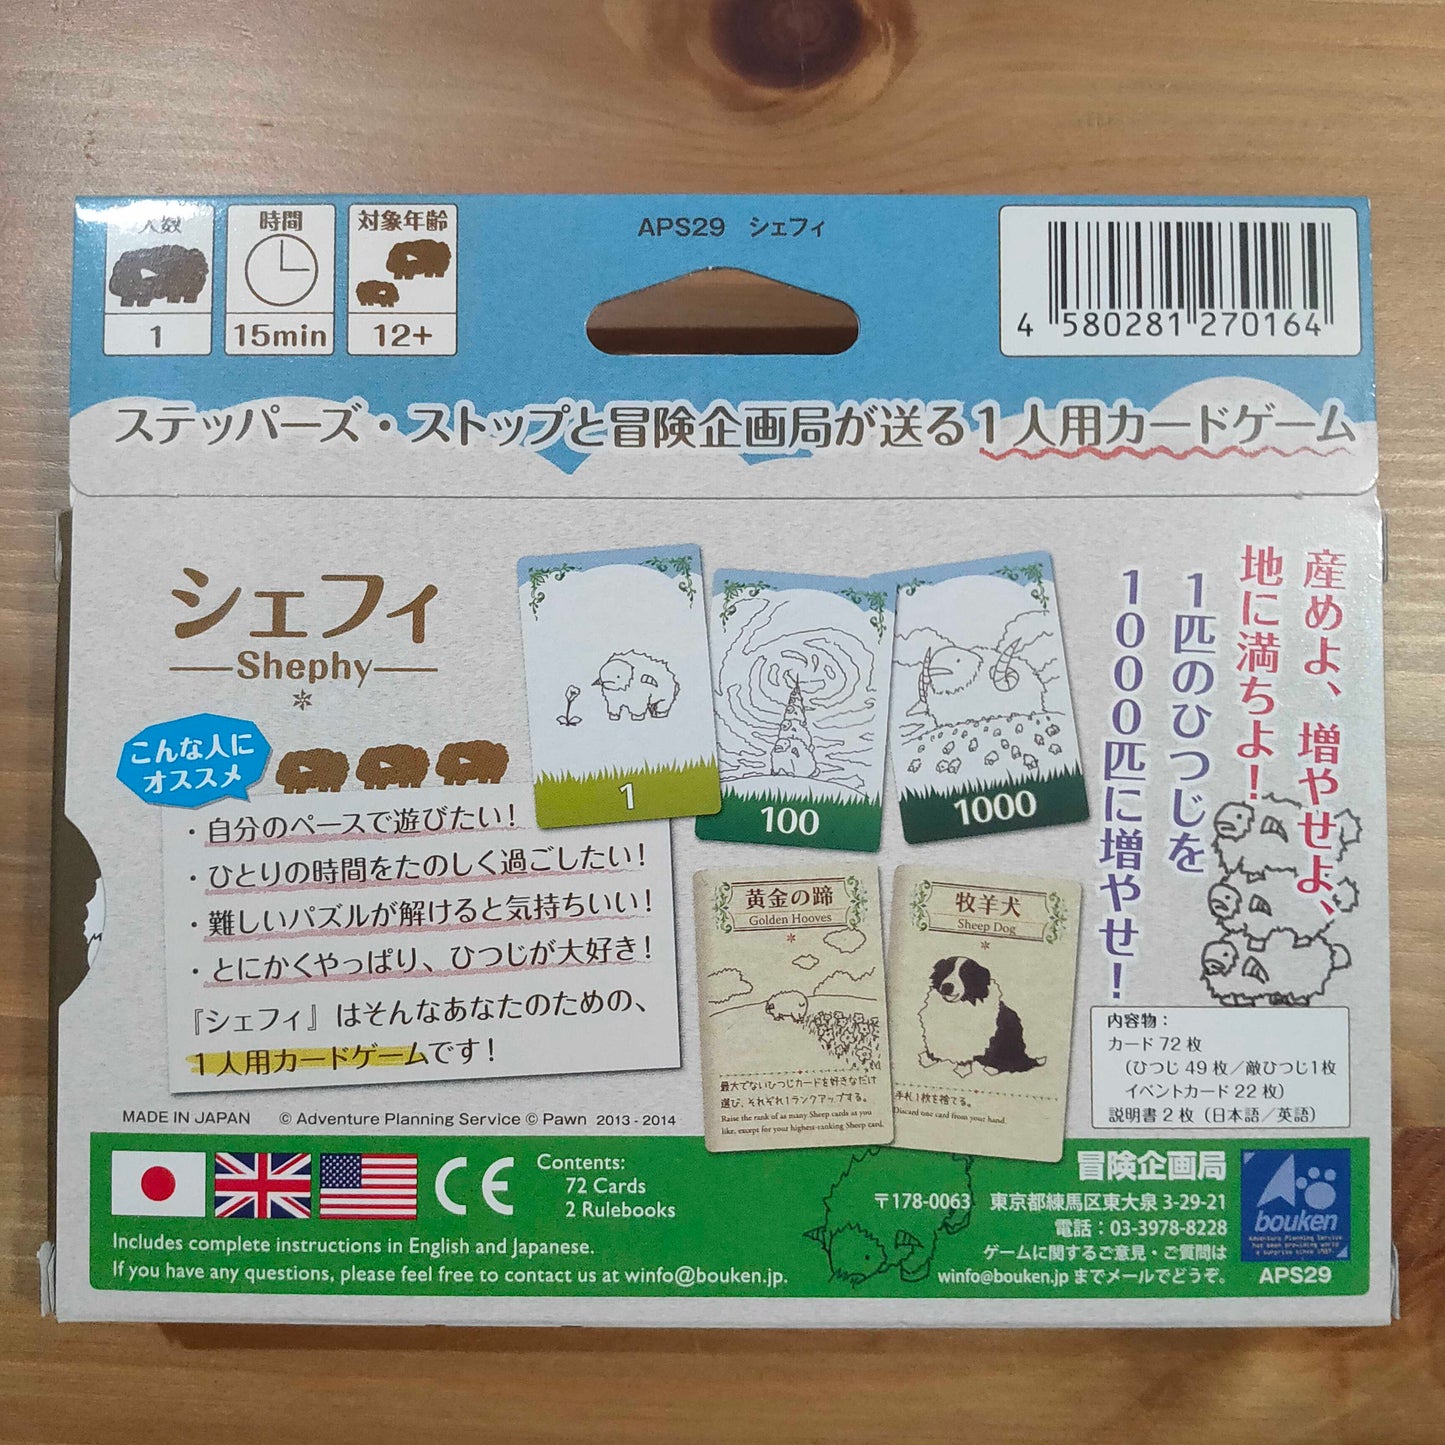 人数
1
時間
15min
対象年齢
12+
APS29 シェフィ
4 580281 270164
ステッパーズ・ストップと冒険企画局が送る1人用カードゲーム
シェフィ
Shephy
こんな人に
オススメ
・自分のペースで遊びたい！
・ひとりの時間をたのしく過ごしたい！
・難しいパズルが解けると気持ちいい！
・とにかくやっぱり、ひつじが大好き！
『シェフィ』はそんなあなたのための、
1人用カードゲームです！
1
100
1000
黄金の蹄
Golden Hooves
最大でないひつじカードを好きなだけ
選び、それぞれ1ランクアップする。
Raise the rank of as many Sheep cards as you
like, except for your highest-ranking Sheep card.
牧羊犬
Sheep Dog
手札1枚を捨てる。
Discard one card from your hand.
産めよ、増やせよ、
地に満ちよ！
1匹のひつじを
1000匹に増やせ！
内容物：
カード72枚
（ひつじ49枚／敵ひつじ1枚
イベントカード22枚）
説明書2枚（日本語／英語）
MADE IN JAPAN © Adventure Planning Service © Pawn 2013 - 2014
CE
Contents:
72 Cards
2 Rulebooks
Includes complete instructions in English and Japanese.
If you have any questions, please feel free to contact us at winfo@bouken.jp.
冒険企画局
〒178-0063 東京都練馬区東大泉3-29-21
電話：03-3978-8228
ゲームに関するご意見・ご質問は
winfo@bouken.jpまでメールでどうぞ。
bouken
Adventure Planning Service
has been providing world
a surprise since 1987.
APS29